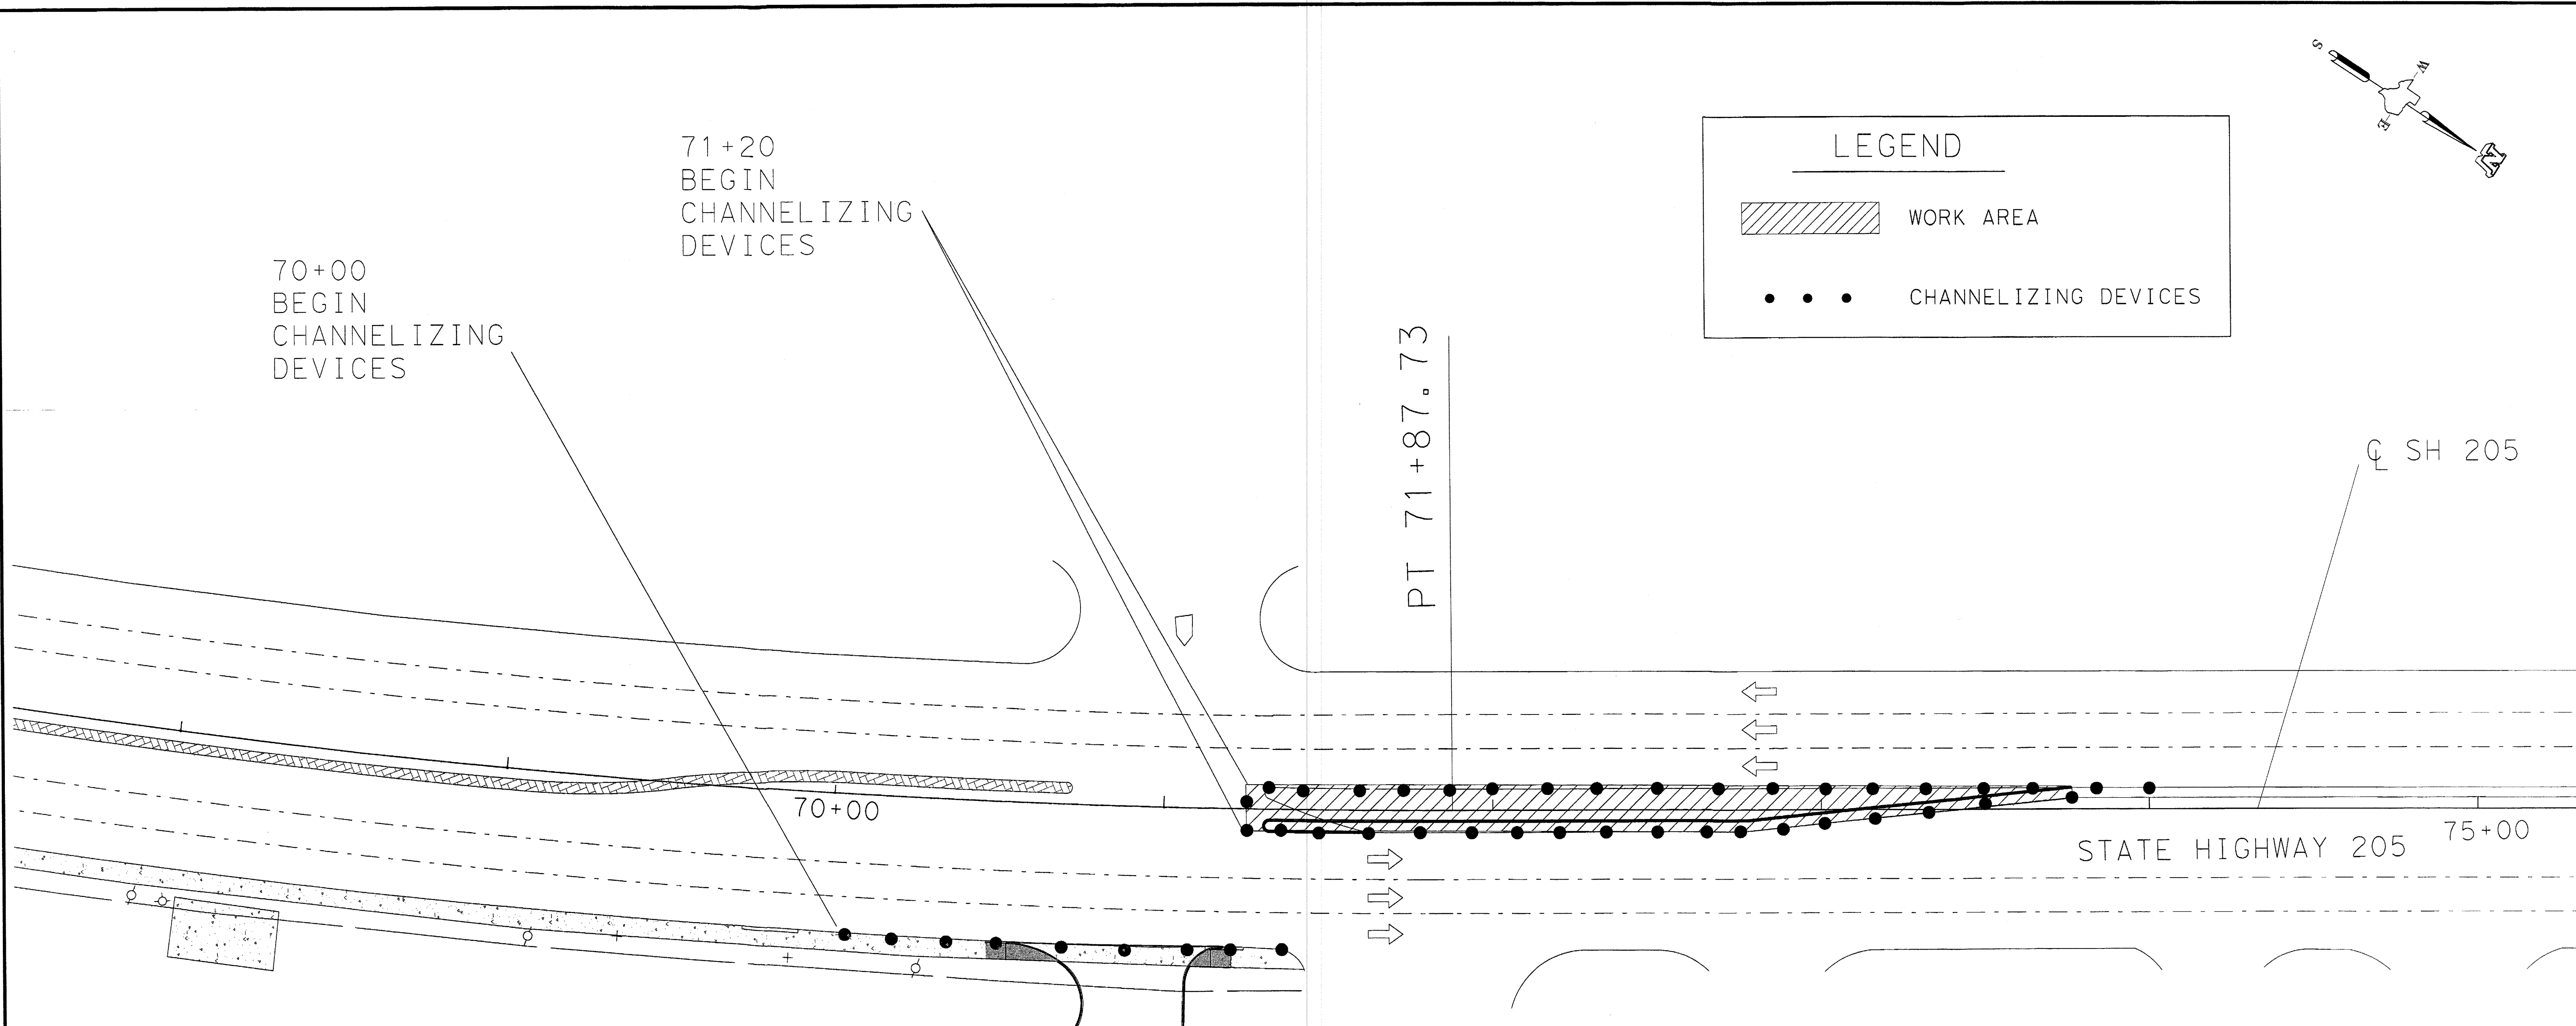 71+20
BEGIN
CHANNELIZING
DEVICES
70+00
BEGIN
CHANNELIZING
DEVICES
LEGEND
WORK AREA
CHANNELIZING DEVICES
S
W
E
N
PT 71+87.73
℄ SH 205
70+00
75+00
STATE HIGHWAY 205